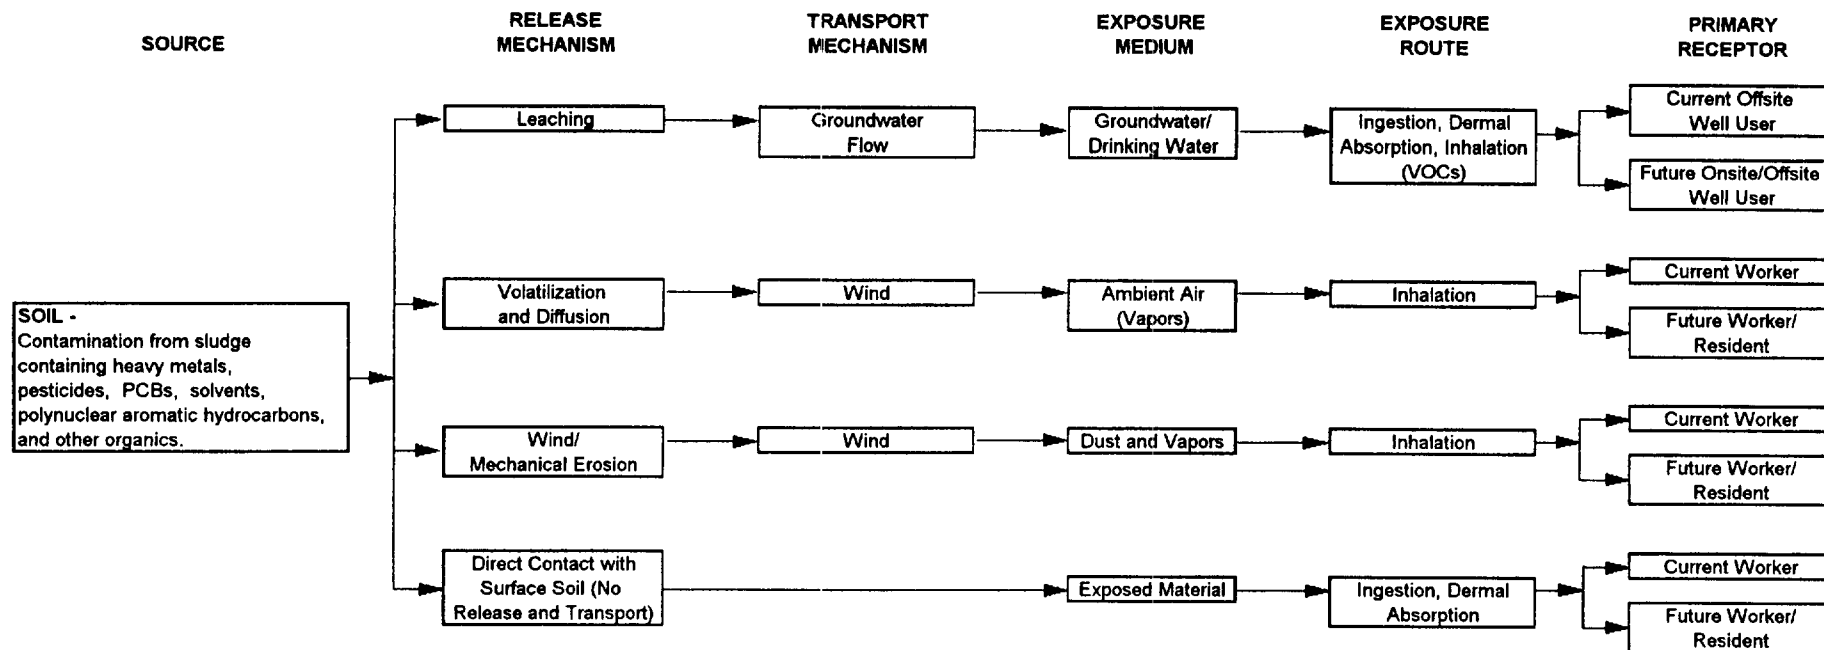 SOURCE
RELEASE
MECHANISM
TRANSPORT
MECHANISM
EXPOSURE
MEDIUM
EXPOSURE
ROUTE
PRIMARY
RECEPTOR
SOIL -
Contamination from sludge
containing heavy metals,
pesticides, PCBs, solvents,
polynuclear aromatic hydrocarbons,
and other organics.
Leaching
Groundwater
Flow
Groundwater/
Drinking Water
Ingestion, Dermal
Absorption, Inhalation
(VOCs)
Current Offsite
Well User
Future Onsite/Offsite
Well User
Volatilization
and Diffusion
Wind
Ambient Air
(Vapors)
Inhalation
Current Worker
Future Worker/
Resident
Wind/
Mechanical Erosion
Wind
Dust and Vapors
Inhalation
Current Worker
Future Worker/
Resident
Direct Contact with
Surface Soil (No
Release and Transport)
Exposed Material
Ingestion, Dermal
Absorption
Current Worker
Future Worker/
Resident